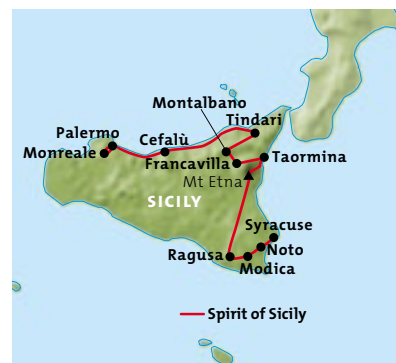 Montalbano
Tindari
Palermo
Cefalù
Monreale
Francavilla
Taormina
Mt Etna
SICILY
Syracuse
Noto
Ragusa
Modica
Spirit of Sicily